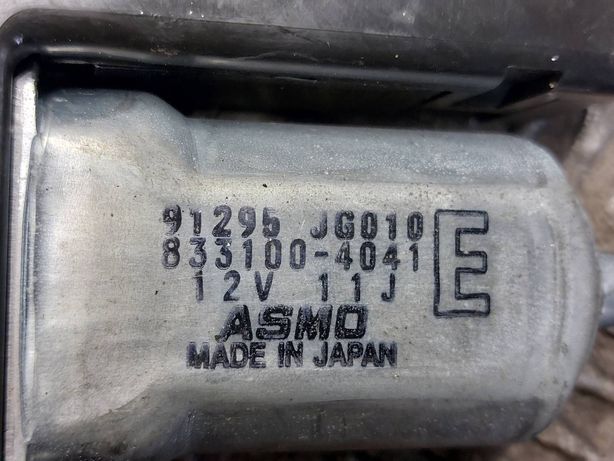 91295 JG010
833100-4041
12V 11J
E
ASMO
MADE IN JAPAN